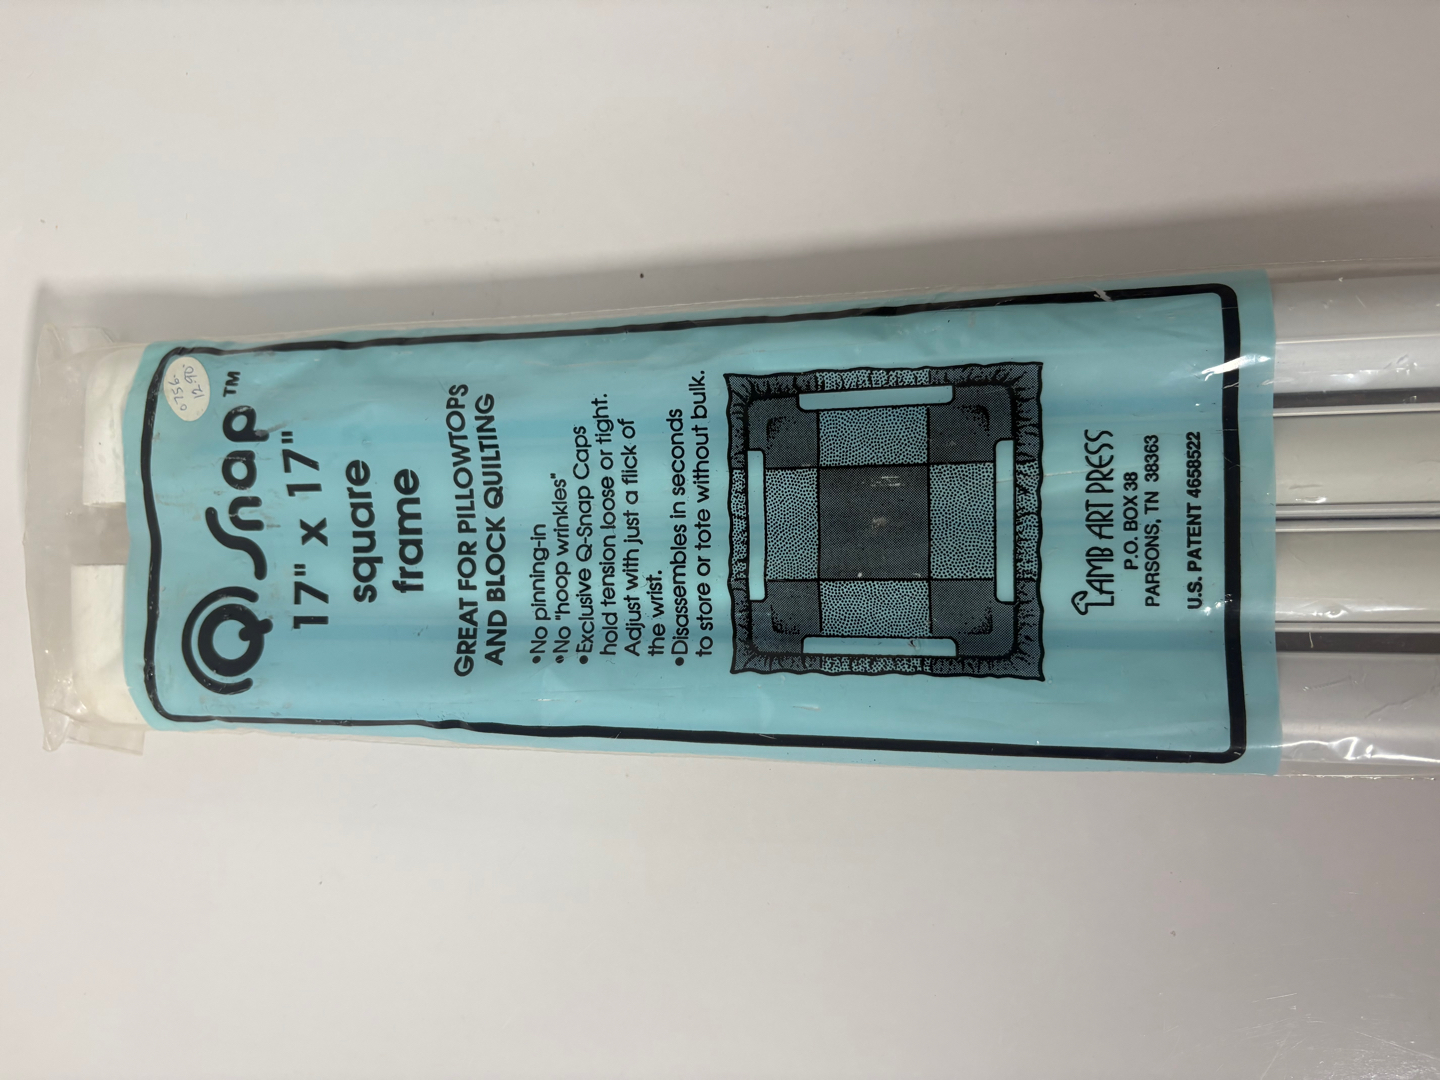 Q Snap™
17" x 17"
square
frame
GREAT FOR PILLOWTOPS
AND BLOCK QUILTING
•No pinning-in
•No "hoop wrinkles"
•Exclusive Q-Snap Caps
hold tension loose or tight.
Adjust with just a flick of
the wrist.
•Disassembles in seconds
to store or tote without bulk.
LAMB ART PRESS
P.O. BOX 38
PARSONS, TN 38363
U.S. PATENT 4658522